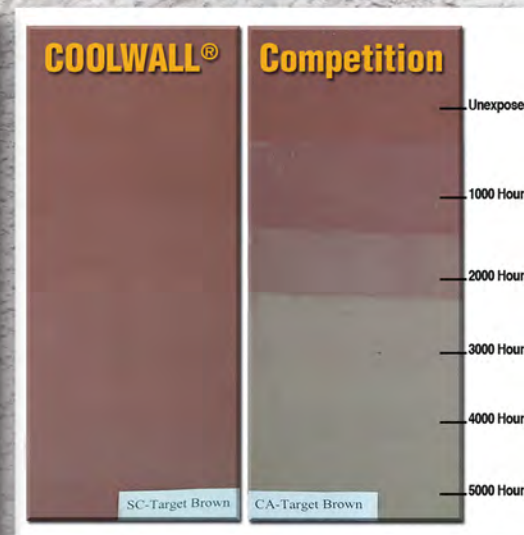 COOLWALL® Competition
Unexpose
1000 Hour
2000 Hour
3000 Hour
4000 Hour
5000 Hour
SC-Target Brown CA-Target Brown